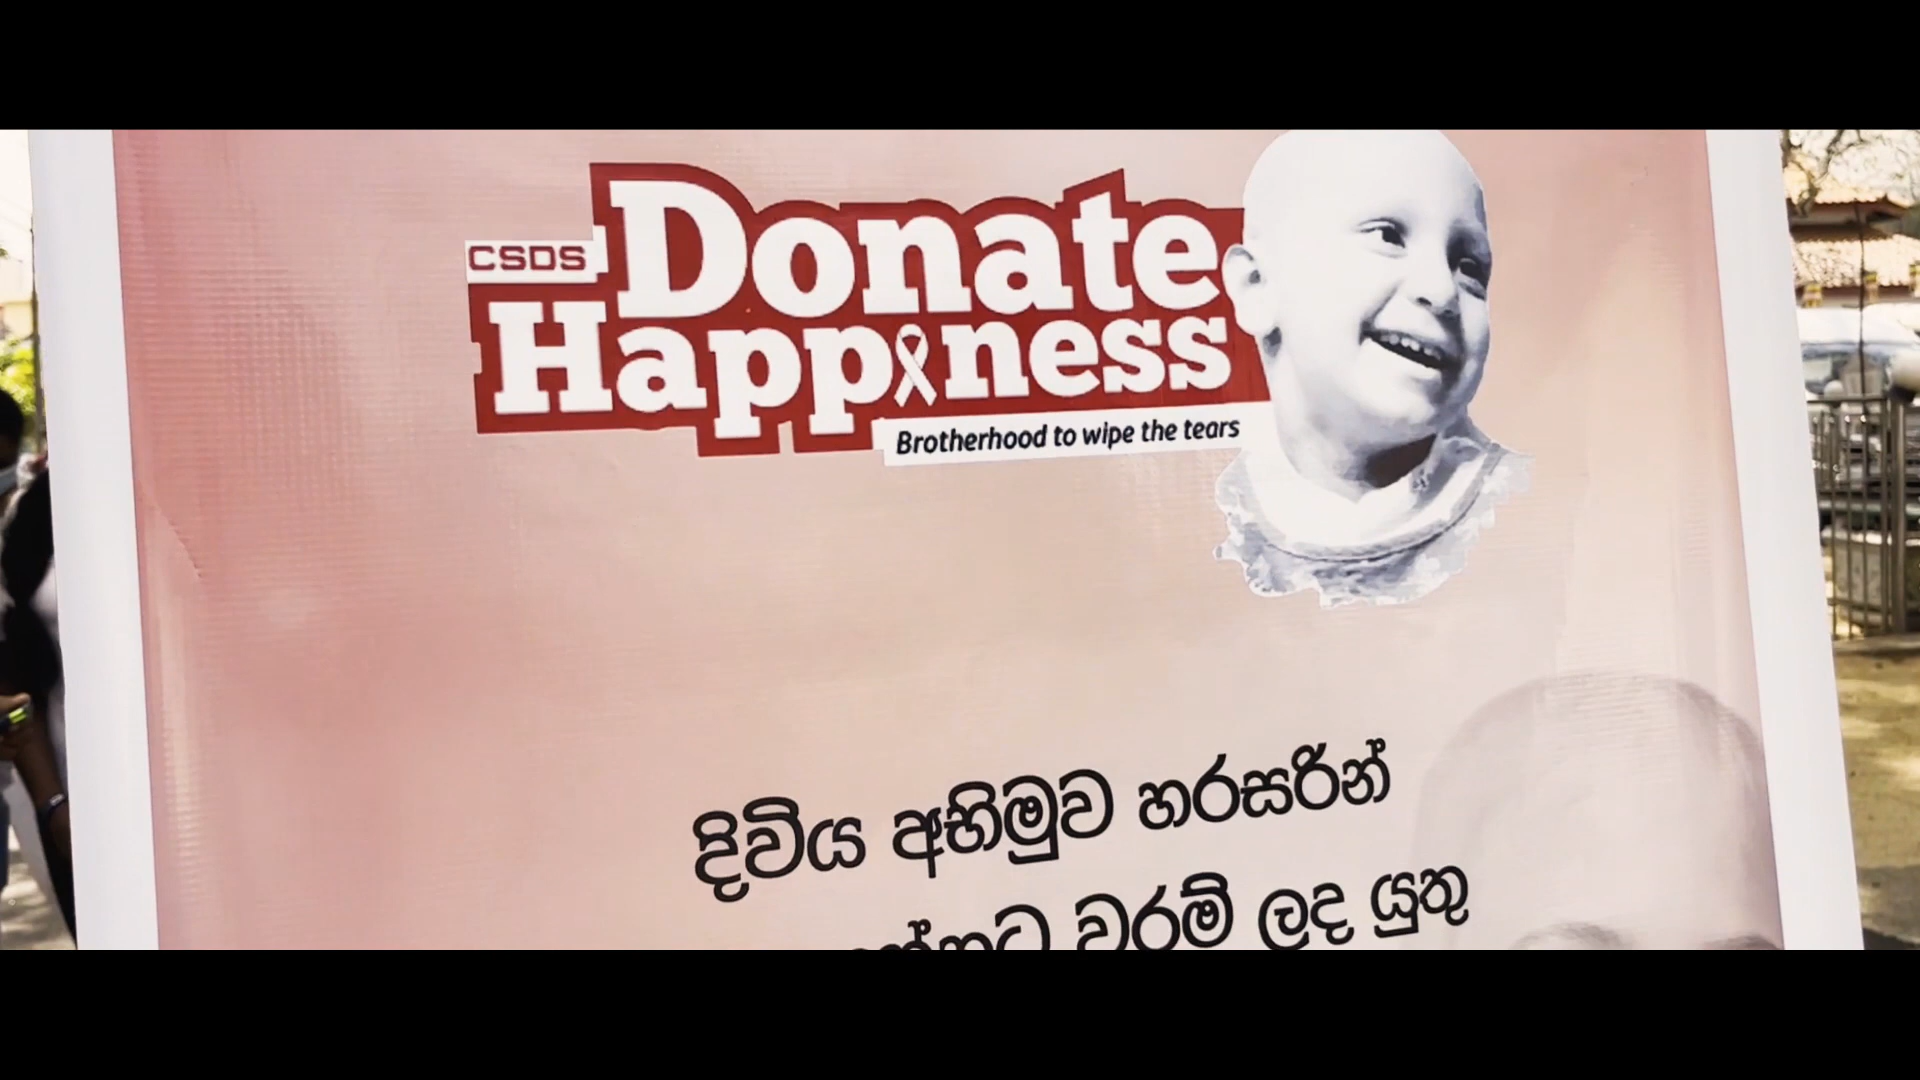 CSDS
Donate
Happiness
Brotherhood to wipe the tears
දිවිය අභිමුව හරසරින්
වරම් ලද යුතු